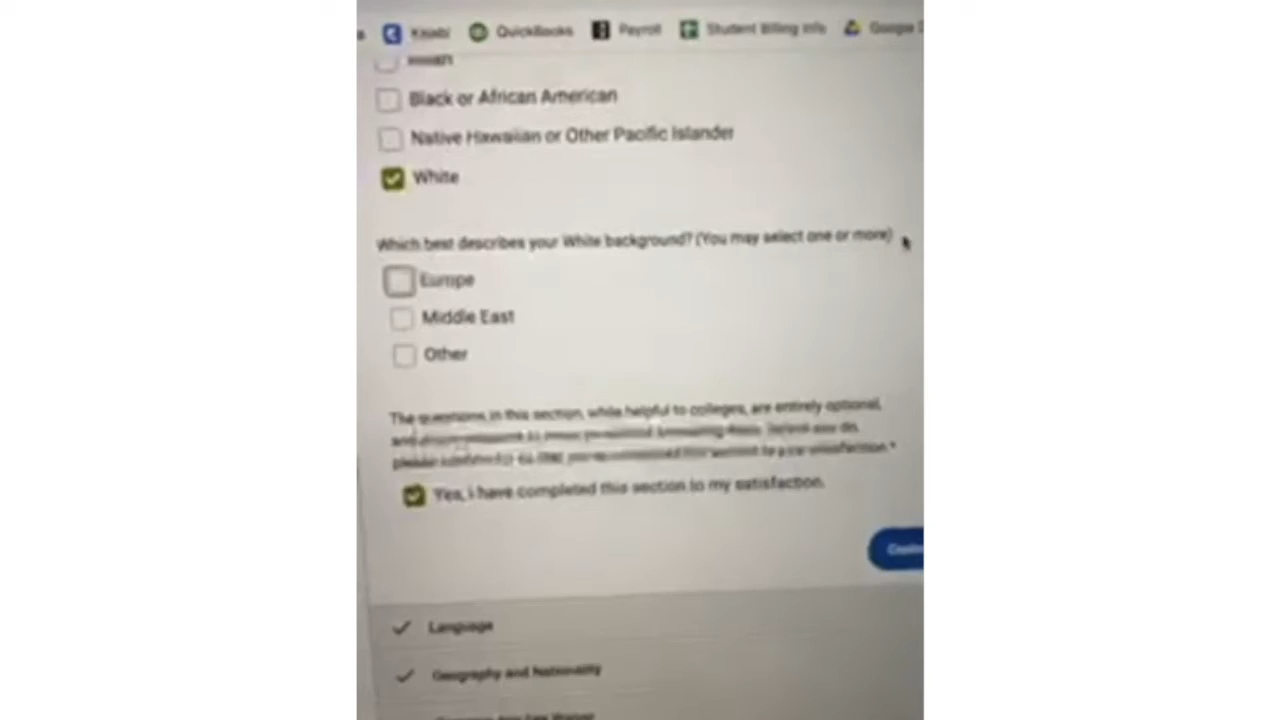 QuickBooks Payroll Student Billing Info Google
Black or African American
Native Hawaiian or Other Pacific Islander
White
Which best describes your White background? (You may select one or more)
Europe
Middle East
Other
The questions in this section, while helpful to colleges, are entirely optional,
Yes, I have completed this section to my satisfaction.
Language
Geography and Nationality